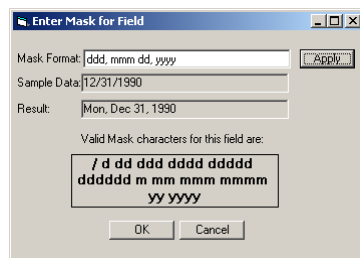 Enter Mask for Field
Mask Format: ddd, mmm dd, yyyy Apply
Sample Data: 12/31/1990
Result: Mon, Dec 31, 1990
Valid Mask characters for this field are:
/ d dd ddd dddd ddddd
dddddd m mm mmm mmmm
yy yyyy
OK Cancel